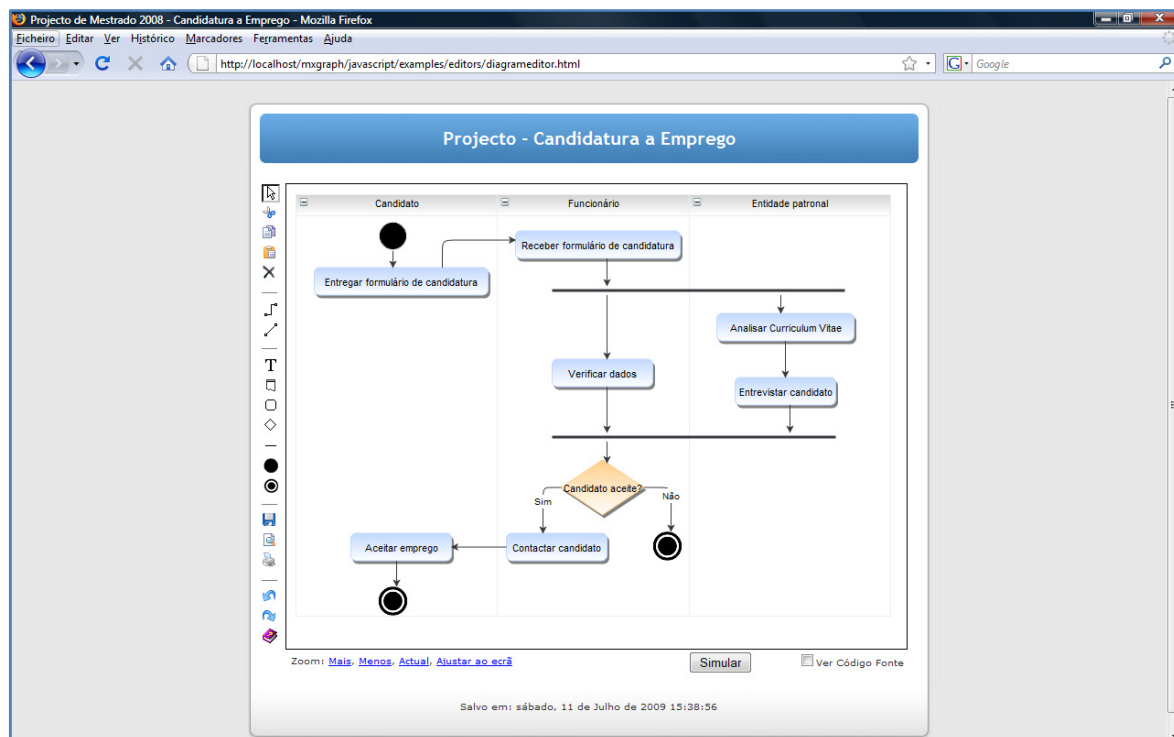 Projecto de Mestrado 2008 - Candidatura a Emprego - Mozilla Firefox
Ficheiro Editar Ver Histórico Marcadores Ferramentas Ajuda
http://localhost/mxgraph/javascript/examples/editors/diagrameditor.html
G Google
Projecto - Candidatura a Emprego
Candidato Funcionário Entidade patronal
Receber formulário de candidatura
Entregar formulário de candidatura
Analisar Curriculum Vitae
Verificar dados
Entrevistar candidato
T
Candidato aceite?
Sim Não
Aceitar emprego Contactar candidato
Zoom: Mais, Menos, Actual, Ajustar ao ecrã Simular Ver Código Fonte
Salvo em: sábado, 11 de Julho de 2009 15:38:56